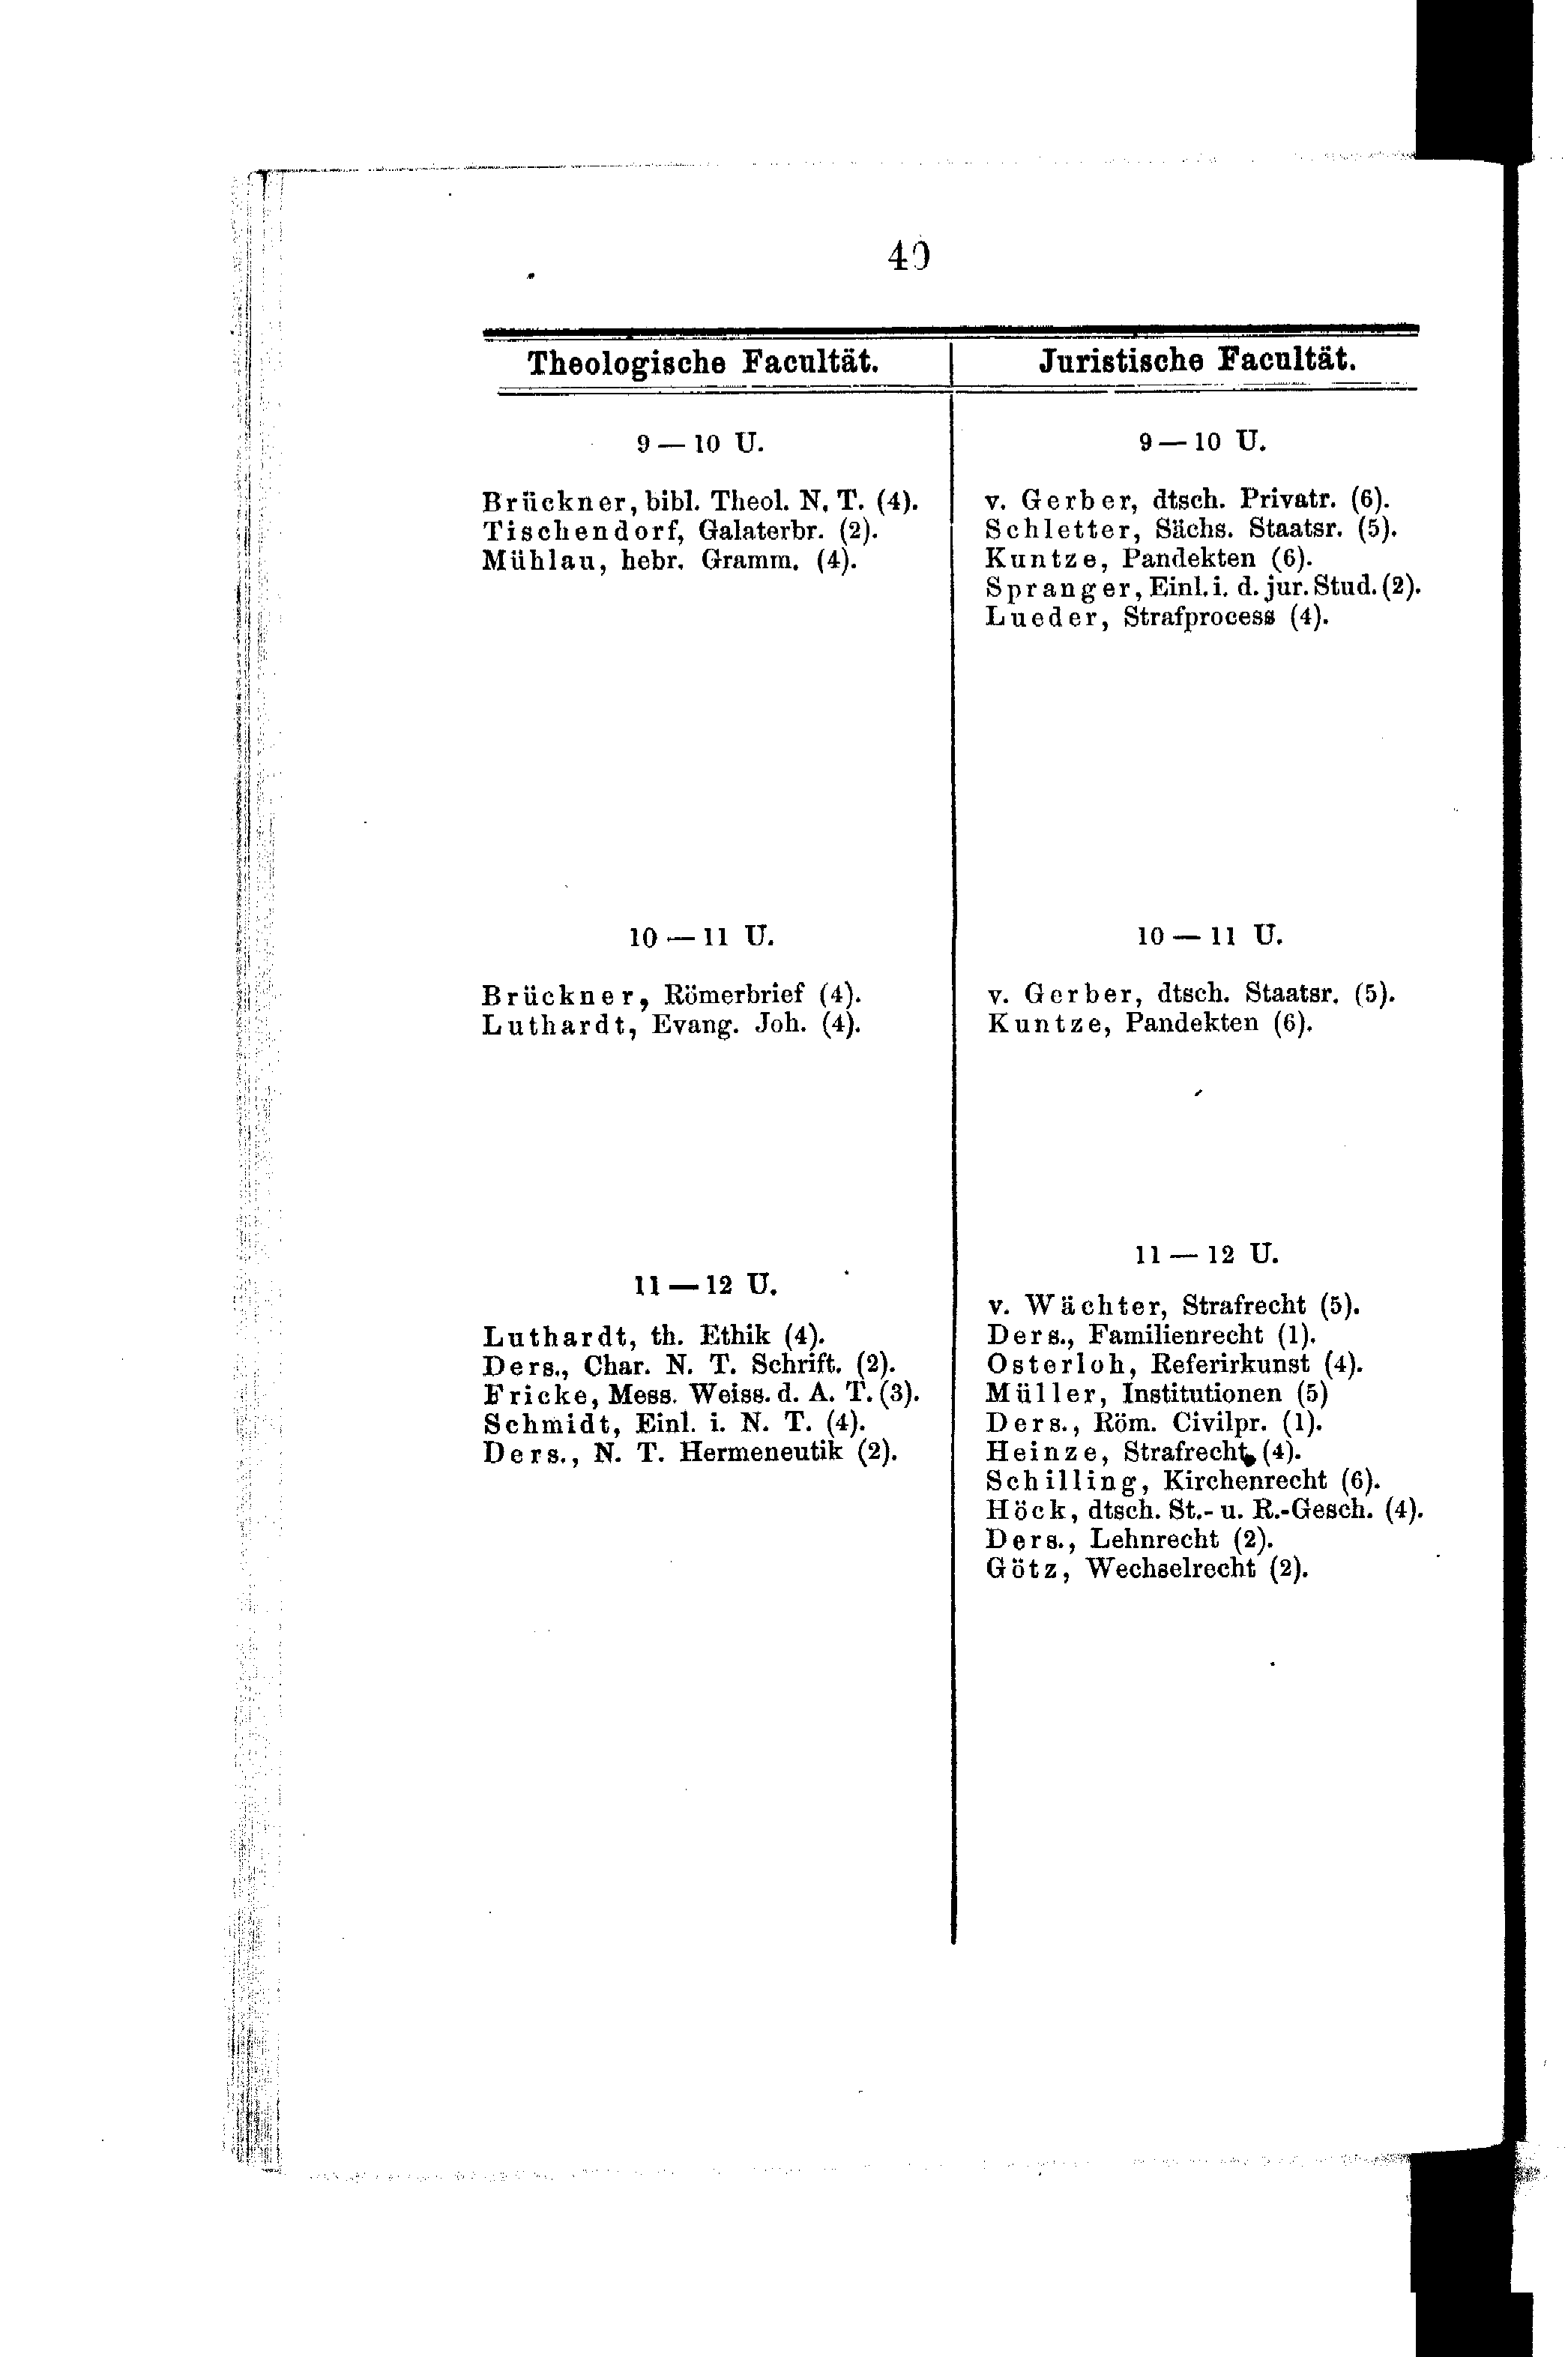 40
Theologische Facultät.
9 — 10 U.
Brückner, bibl. Theol. N. T. (4).
Tischendorf, Galaterbr. (2).
Mühlau, hebr. Gramm. (4).
10 — 11 U.
Brückner, Römerbrief (4).
Luthardt, Evang. Joh. (4).
11 — 12 U.
Luthardt, th. Ethik (4).
Ders., Char. N. T. Schrift. (2).
Fricke, Mess. Weiss. d. A. T. (3).
Schmidt, Einl. i. N. T. (4).
Ders., N. T. Hermeneutik (2).
Juristische Facultät.
9 — 10 U.
v. Gerber, dtsch. Privatr. (6).
Schletter, Sächs. Staatsr. (5).
Kuntze, Pandekten (6).
Spranger, Einl. i. d. jur. Stud. (2).
Lueder, Strafprocess (4).
10 — 11 U.
v. Gerber, dtsch. Staatsr. (5).
Kuntze, Pandekten (6).
11 — 12 U.
v. Wächter, Strafrecht (5).
Ders., Familienrecht (1).
Osterloh, Referirkunst (4).
Müller, Institutionen (5)
Ders., Röm. Civilpr. (1).
Heinze, Strafrecht (4).
Schilling, Kirchenrecht (6).
Höck, dtsch. St.- u. R.-Gesch. (4).
Ders., Lehnrecht (2).
Götz, Wechselrecht (2).